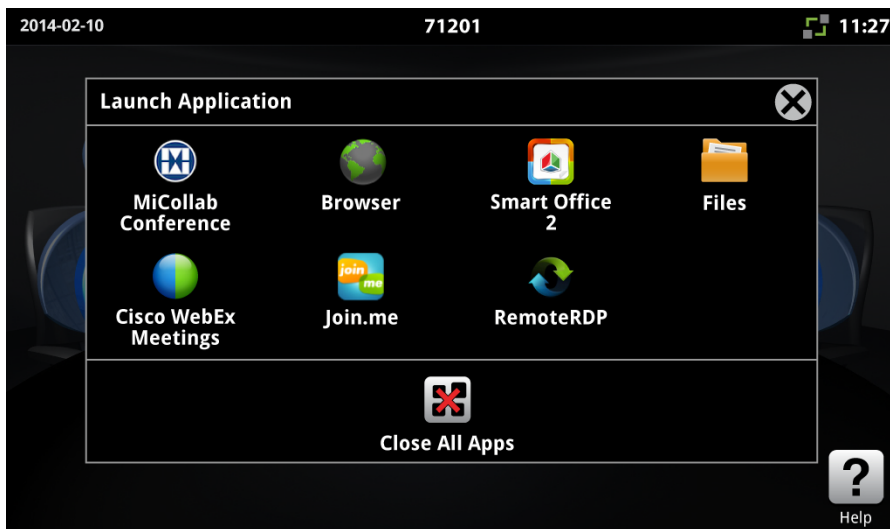 2014-02-10 71201 11:27
Launch Application
MiCollab
Conference
Browser
Smart Office
2
Files
Cisco WebEx
Meetings
join
me
Join.me
RemoteRDP
Close All Apps
?
Help